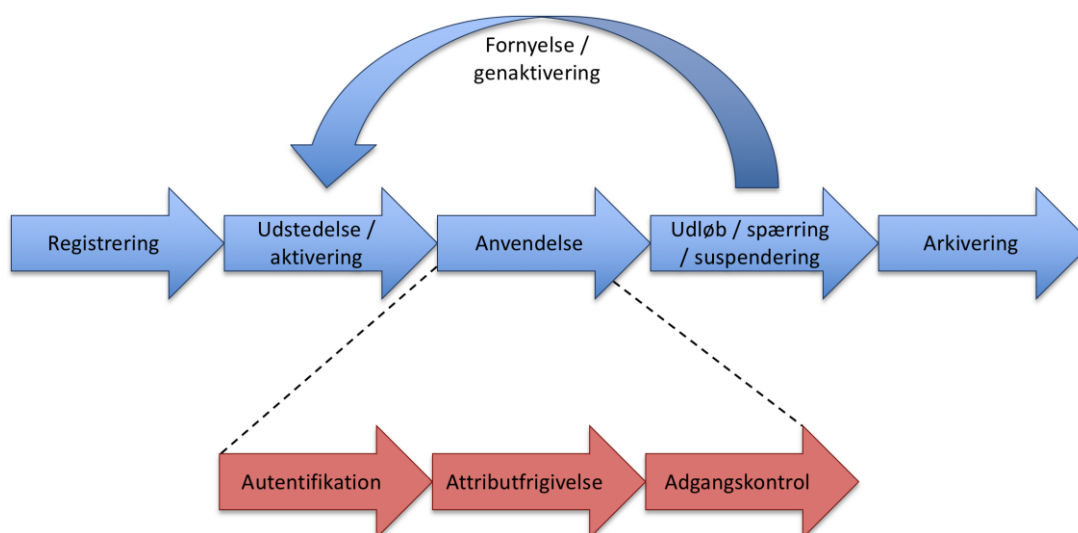 Fornyelse /
genaktivering
Registrering
Udstedelse /
aktivering
Anvendelse
Udløb / spærring
/ suspendering
Arkivering
Autentifikation
Attributfrigivelse
Adgangskontrol